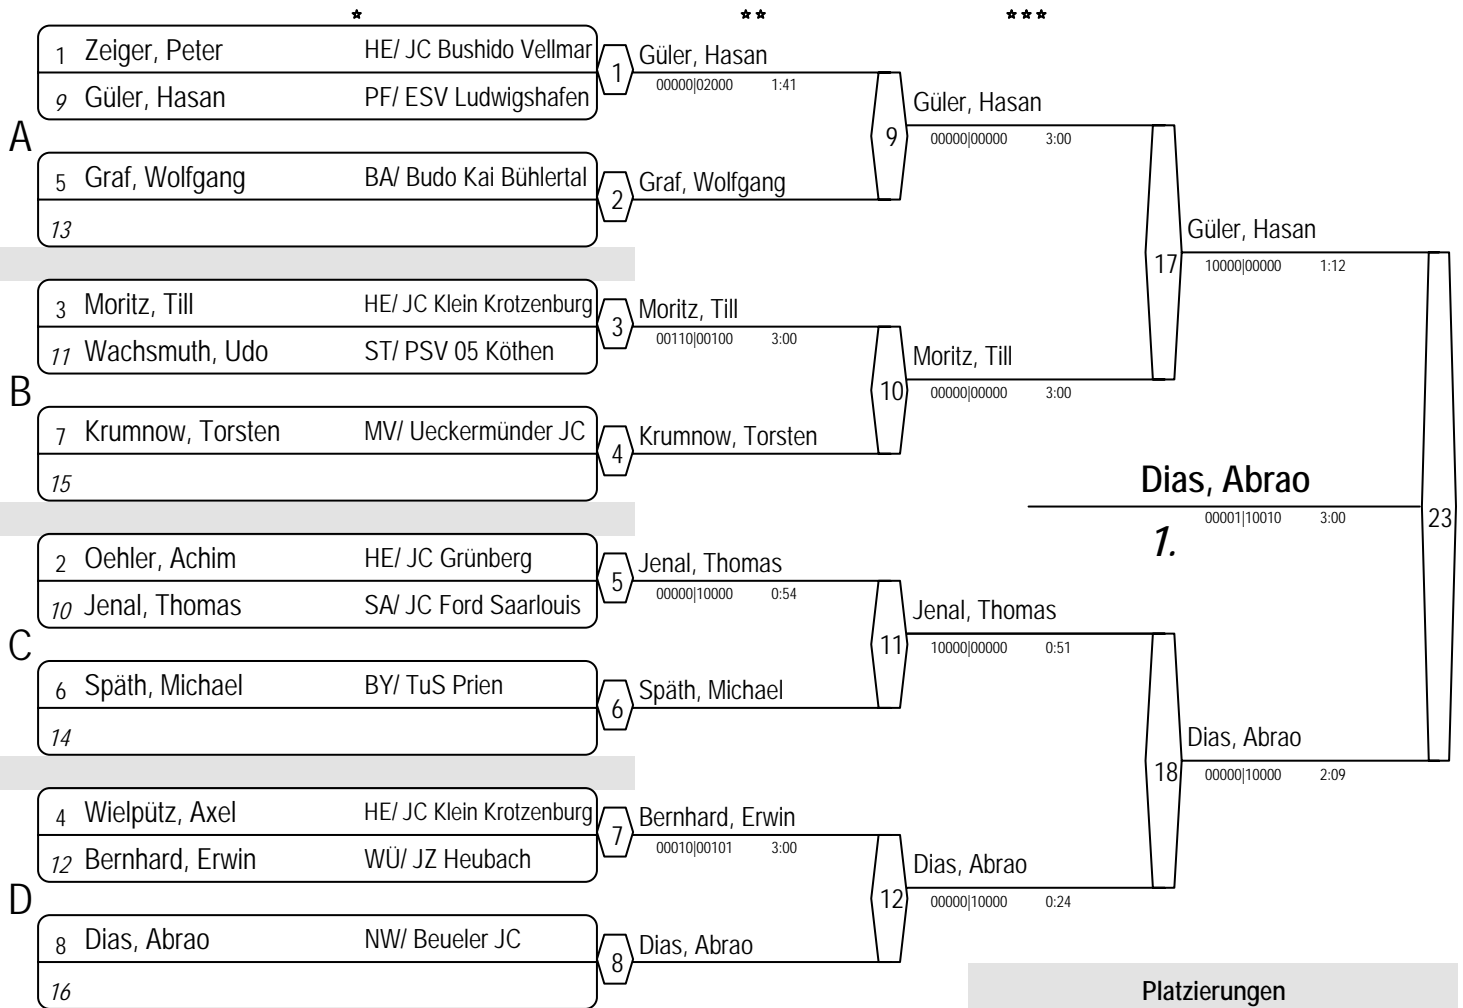 1 Zeiger, Peter HE/ JC Bushido Vellmar
9 Güler, Hasan PF/ ESV Ludwigshafen
1 Güler, Hasan
00000|02000 1:41
A
5 Graf, Wolfgang BA/ Budo Kai Bühlertal
13
2 Graf, Wolfgang
9 Güler, Hasan
00000|00000 3:00
3 Moritz, Till HE/ JC Klein Krotzenburg
11 Wachsmuth, Udo ST/ PSV 05 Köthen
3 Moritz, Till
00110|00100 3:00
B
7 Krumnow, Torsten MV/ Ueckermünder JC
15
4 Krumnow, Torsten
10 Moritz, Till
00000|00000 3:00
17 Güler, Hasan
10000|00000 1:12
2 Oehler, Achim HE/ JC Grünberg
10 Jenal, Thomas SA/ JC Ford Saarlouis
5 Jenal, Thomas
00000|10000 0:54
C
6 Späth, Michael BY/ TuS Prien
14
6 Späth, Michael
11 Jenal, Thomas
10000|00000 0:51
4 Wielpütz, Axel HE/ JC Klein Krotzenburg
12 Bernhard, Erwin WÜ/ JZ Heubach
7 Bernhard, Erwin
00010|00101 3:00
D
8 Dias, Abrao NW/ Beueler JC
16
8 Dias, Abrao
12 Dias, Abrao
00000|10000 0:24
18 Dias, Abrao
00000|10000 2:09
23 Dias, Abrao
00001|10010 3:00
1.
Platzierungen